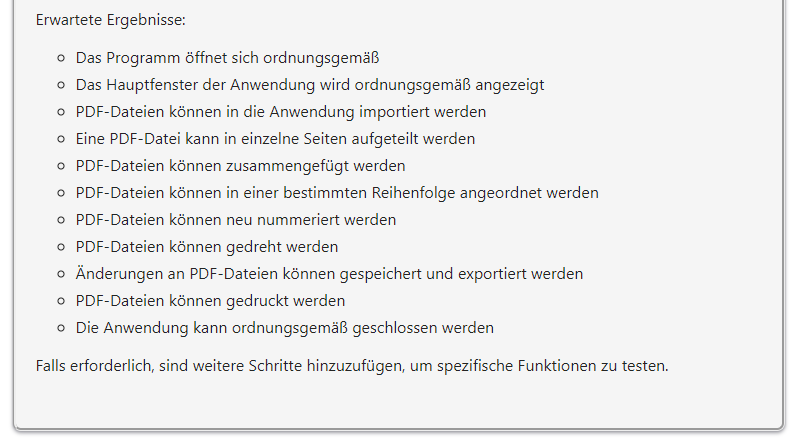 Erwartete Ergebnisse:
Das Programm öffnet sich ordnungsgemäß
Das Hauptfenster der Anwendung wird ordnungsgemäß angezeigt
PDF-Dateien können in die Anwendung importiert werden
Eine PDF-Datei kann in einzelne Seiten aufgeteilt werden
PDF-Dateien können zusammengefügt werden
PDF-Dateien können in einer bestimmten Reihenfolge angeordnet werden
PDF-Dateien können neu nummeriert werden
PDF-Dateien können gedreht werden
Änderungen an PDF-Dateien können gespeichert und exportiert werden
PDF-Dateien können gedruckt werden
Die Anwendung kann ordnungsgemäß geschlossen werden
Falls erforderlich, sind weitere Schritte hinzuzufügen, um spezifische Funktionen zu testen.